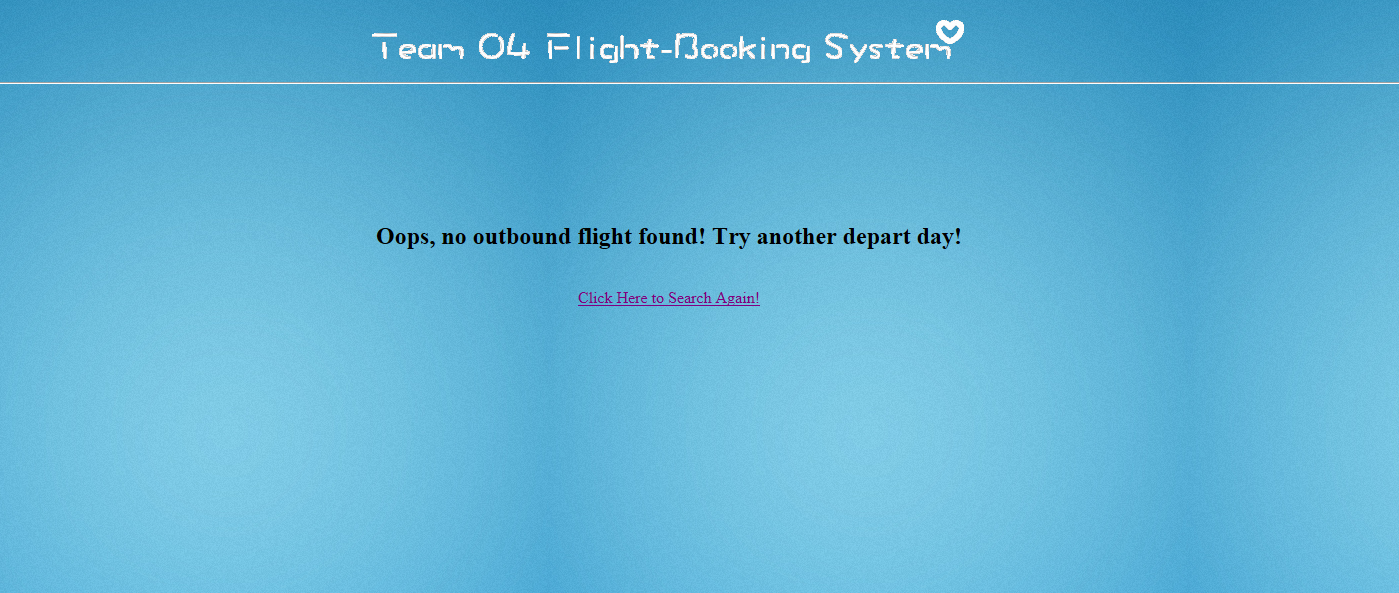 Team 04 Flight-Booking System
Oops, no outbound flight found! Try another depart day!
Click Here to Search Again!